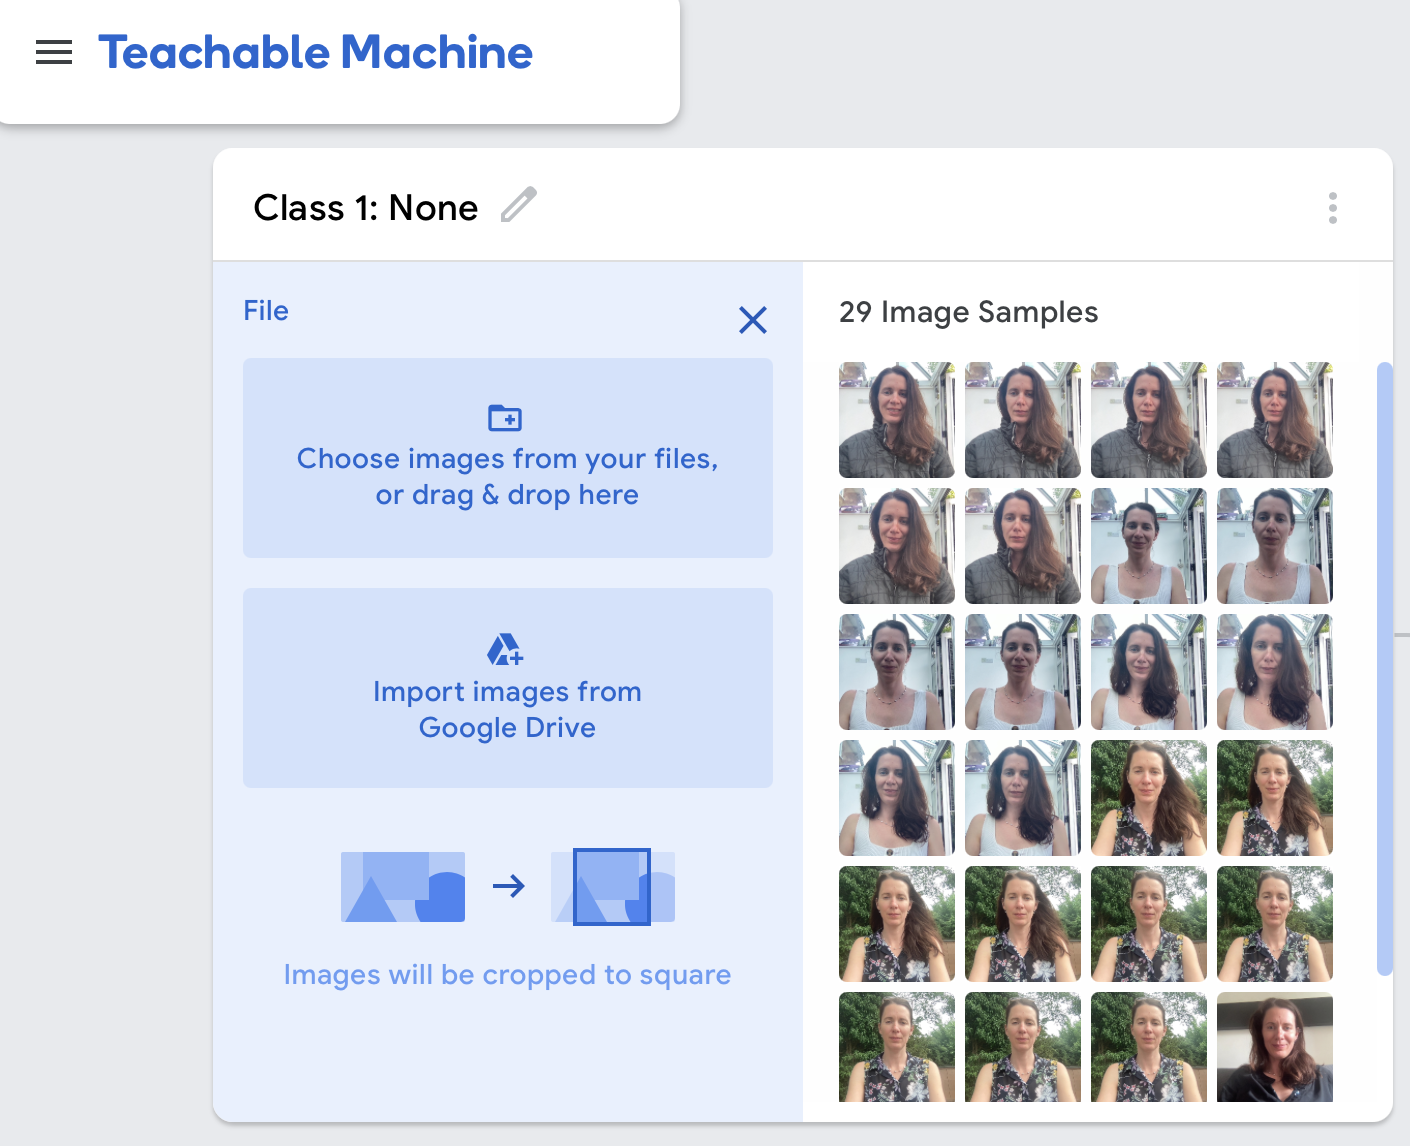 Teachable Machine
Class 1: None
File
Choose images from your files,
or drag & drop here
Import images from
Google Drive
Images will be cropped to square
29 Image Samples